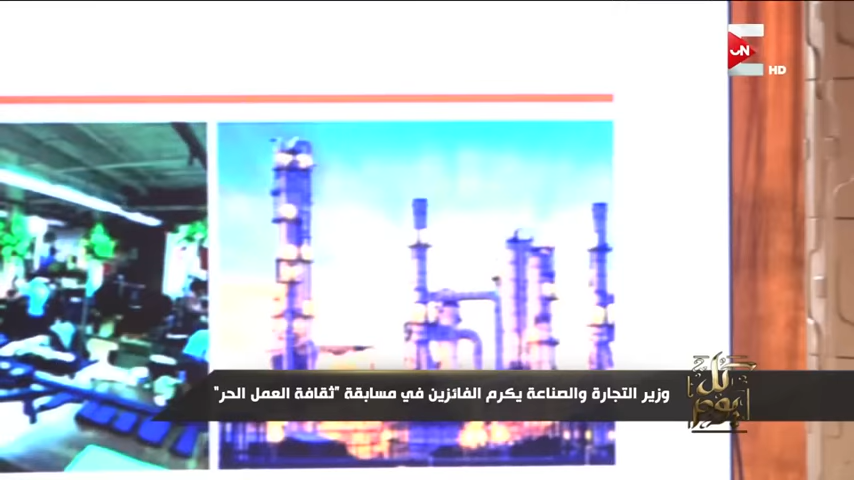 ON
HD
وزير التجارة والصناعة يكرم الفائزين في مسابقة "ثقافة العمل الحر"
كل
يوم